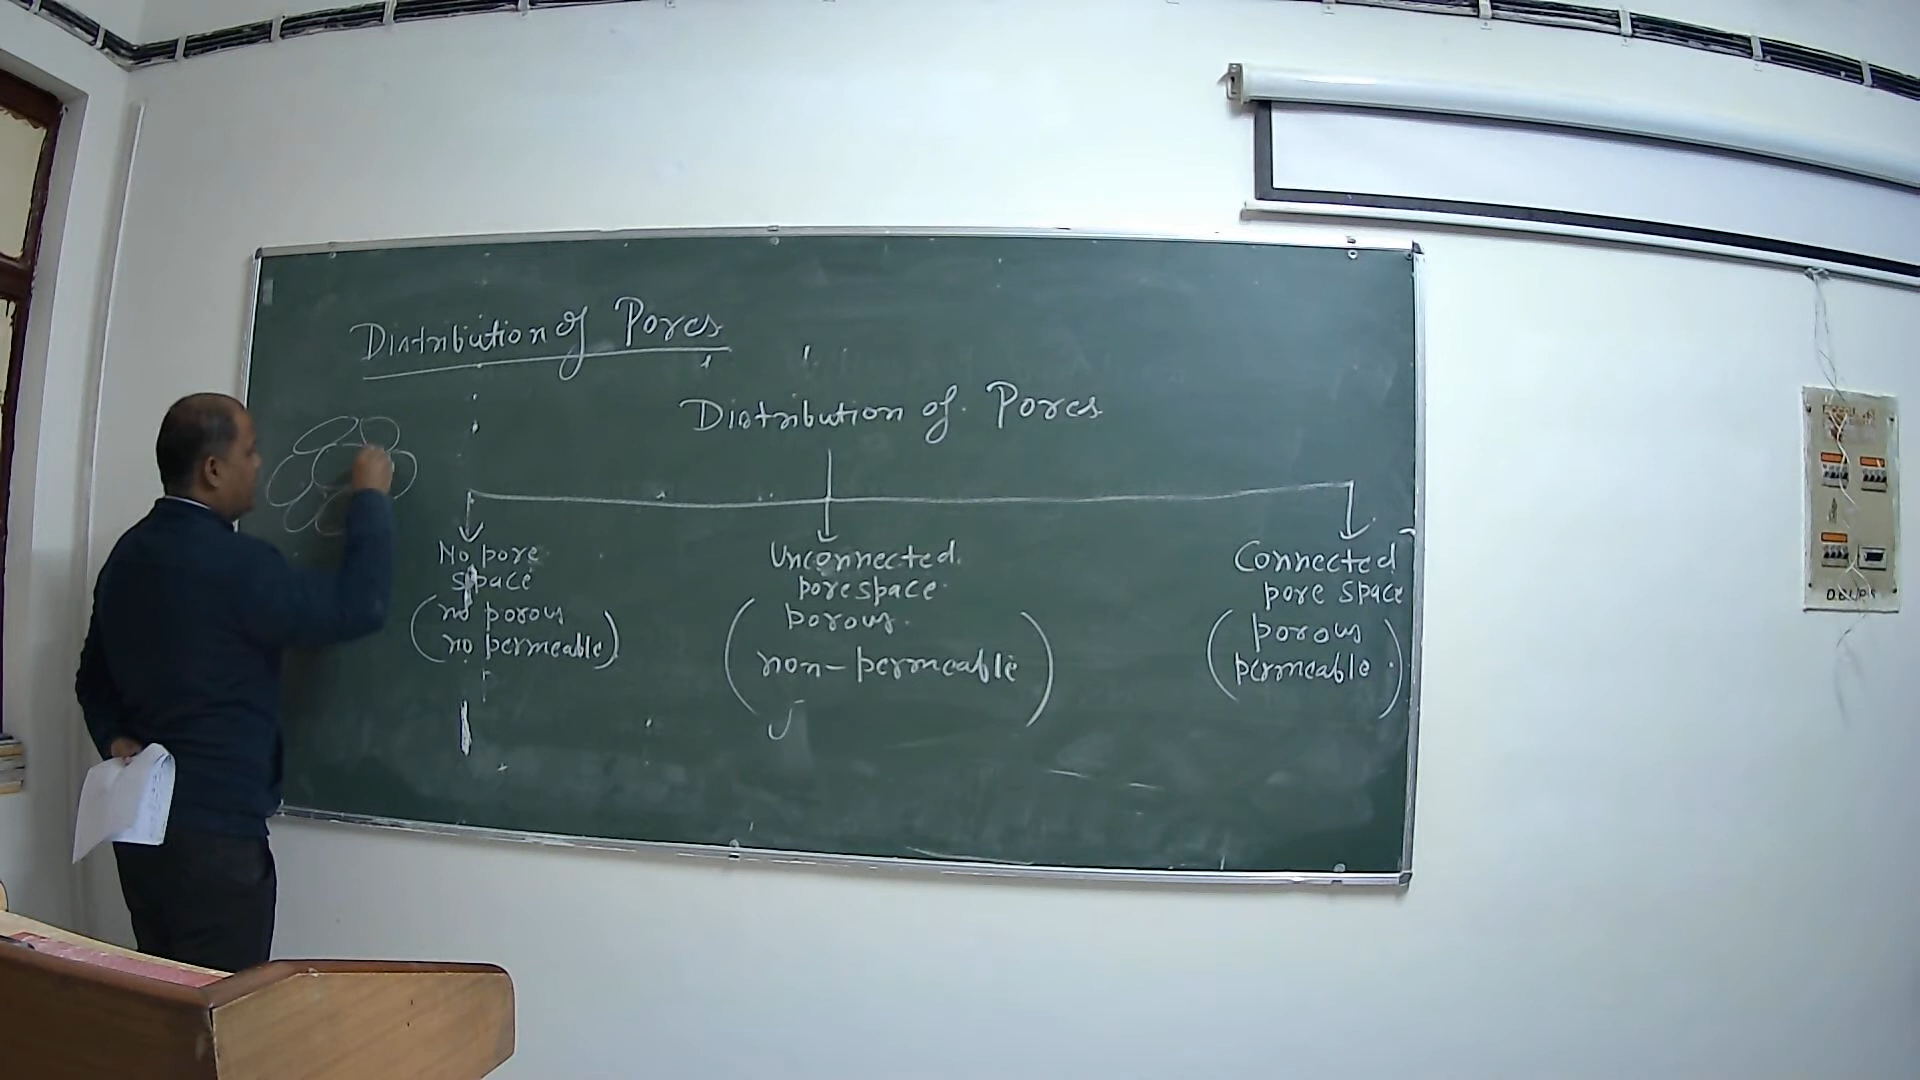 Distribution of Pores
Distribution of Pores
No pore
space
(no porous
no permeable)
Unconnected
pore space
porous
(non-permeable)
Connected
pore space
(porous
permeable)